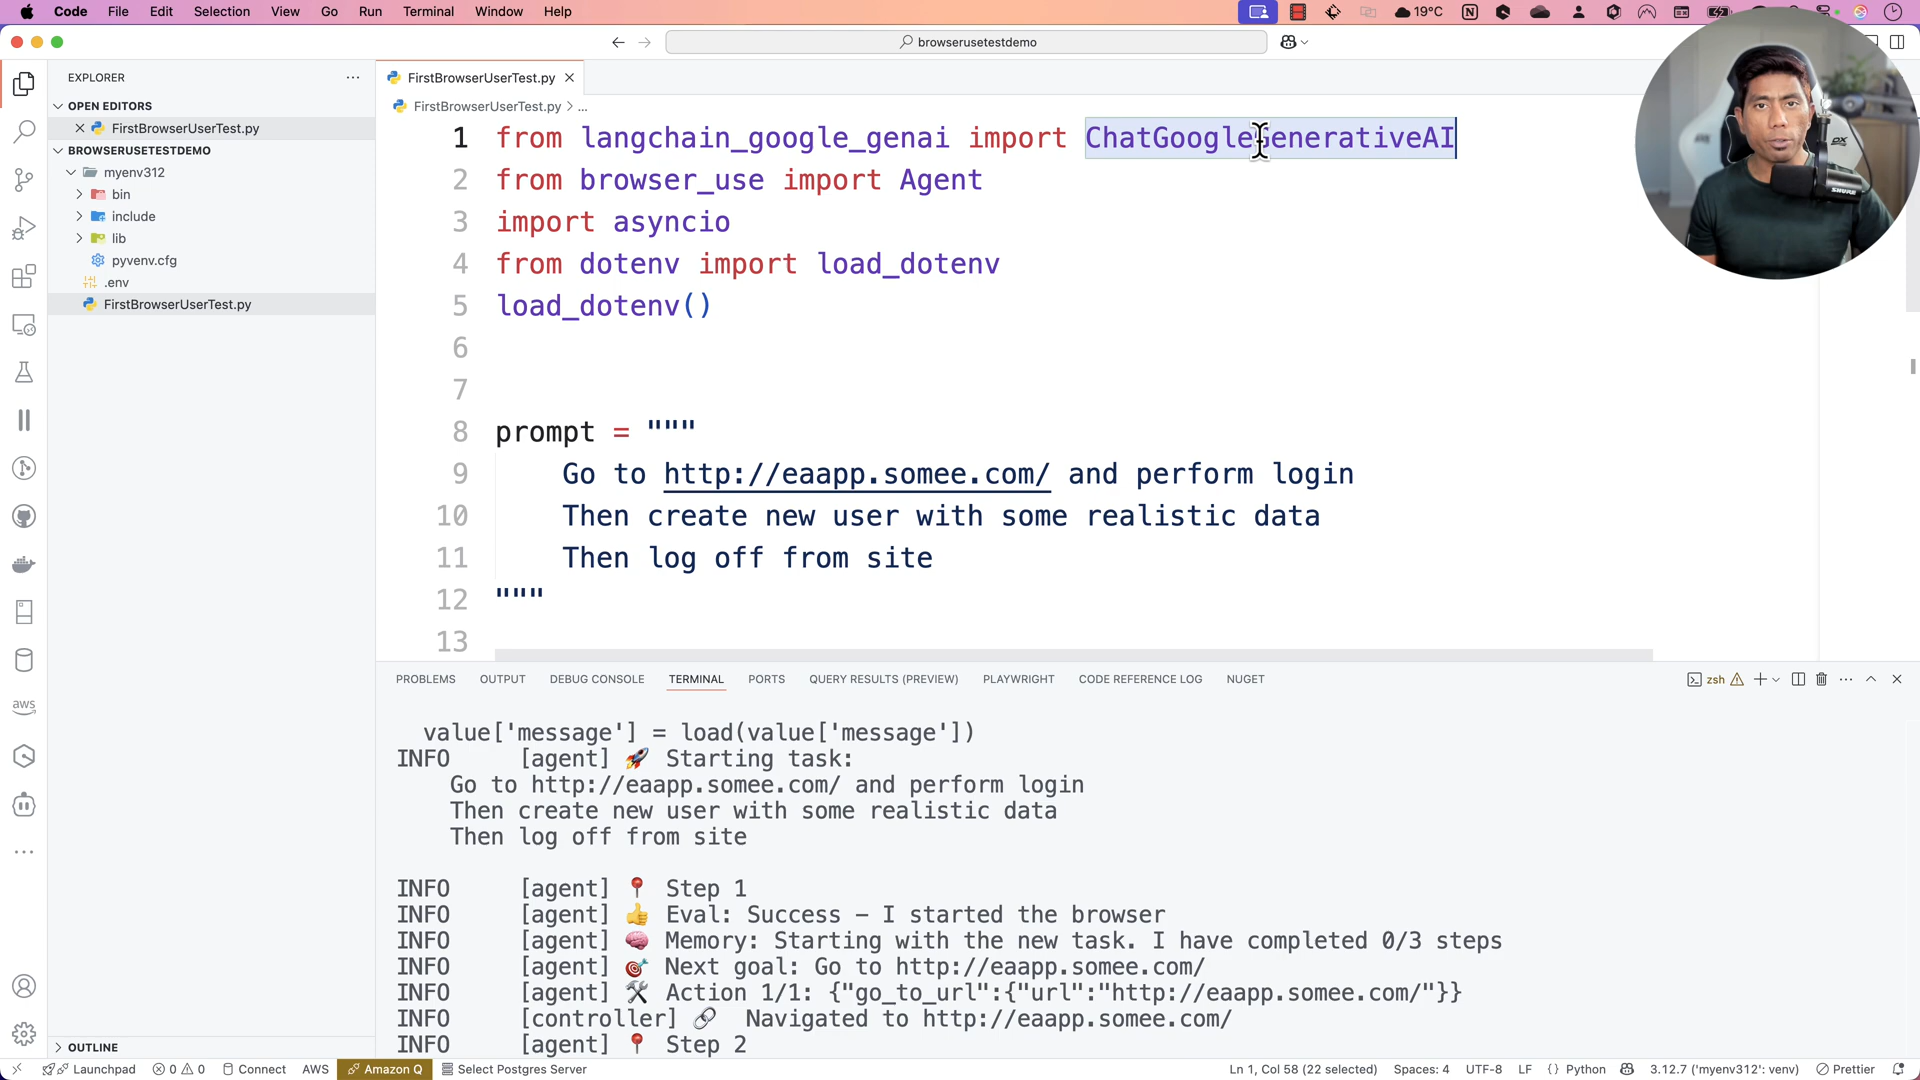 Code File Edit Selection View Go Run Terminal Window Help
19°C
browserusetestdemo
EXPLORER
OPEN EDITORS
FirstBrowserUserTest.py
BROWSERUSETESTDEMO
myenv312
bin
include
lib
pyvenv.cfg
.env
FirstBrowserUserTest.py
aws
OUTLINE
FirstBrowserUserTest.py
FirstBrowserUserTest.py > ...
1 from langchain_google_genai import ChatGoogleGenerativeAI
2 from browser_use import Agent
3 import asyncio
4 from dotenv import load_dotenv
5 load_dotenv()
6
7
8 prompt = """
9 Go to http://eaapp.somee.com/ and perform login
10 Then create new user with some realistic data
11 Then log off from site
12 """
13
PROBLEMS OUTPUT DEBUG CONSOLE TERMINAL PORTS QUERY RESULTS (PREVIEW) PLAYWRIGHT CODE REFERENCE LOG NUGET
zsh
value['message'] = load(value['message'])
INFO [agent] 🚀 Starting task:
Go to http://eaapp.somee.com/ and perform login
Then create new user with some realistic data
Then log off from site
INFO [agent] 📍 Step 1
INFO [agent] 👍 Eval: Success – I started the browser
INFO [agent] 🧠 Memory: Starting with the new task. I have completed 0/3 steps
INFO [agent] 🎯 Next goal: Go to http://eaapp.somee.com/
INFO [agent] 🛠️ Action 1/1: {"go_to_url":{"url":"http://eaapp.somee.com/"}}
INFO [controller] 🔗 Navigated to http://eaapp.somee.com/
INFO [agent] 📍 Step 2
Launchpad 0 0 Connect AWS Amazon Q Select Postgres Server Ln 1, Col 58 (22 selected) Spaces: 4 UTF-8 LF {} Python 3.12.7 ('myenv312': venv) Prettier